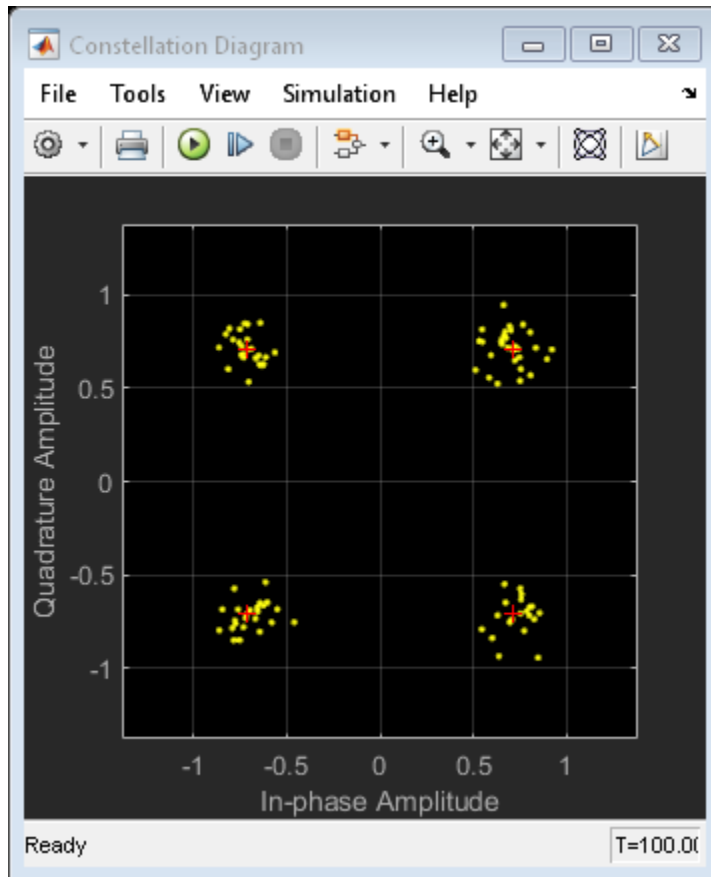 Constellation Diagram
File Tools View Simulation Help
Quadrature Amplitude
1
0.5
0
-0.5
-1
-1 -0.5 0 0.5 1
In-phase Amplitude
Ready T=100.00